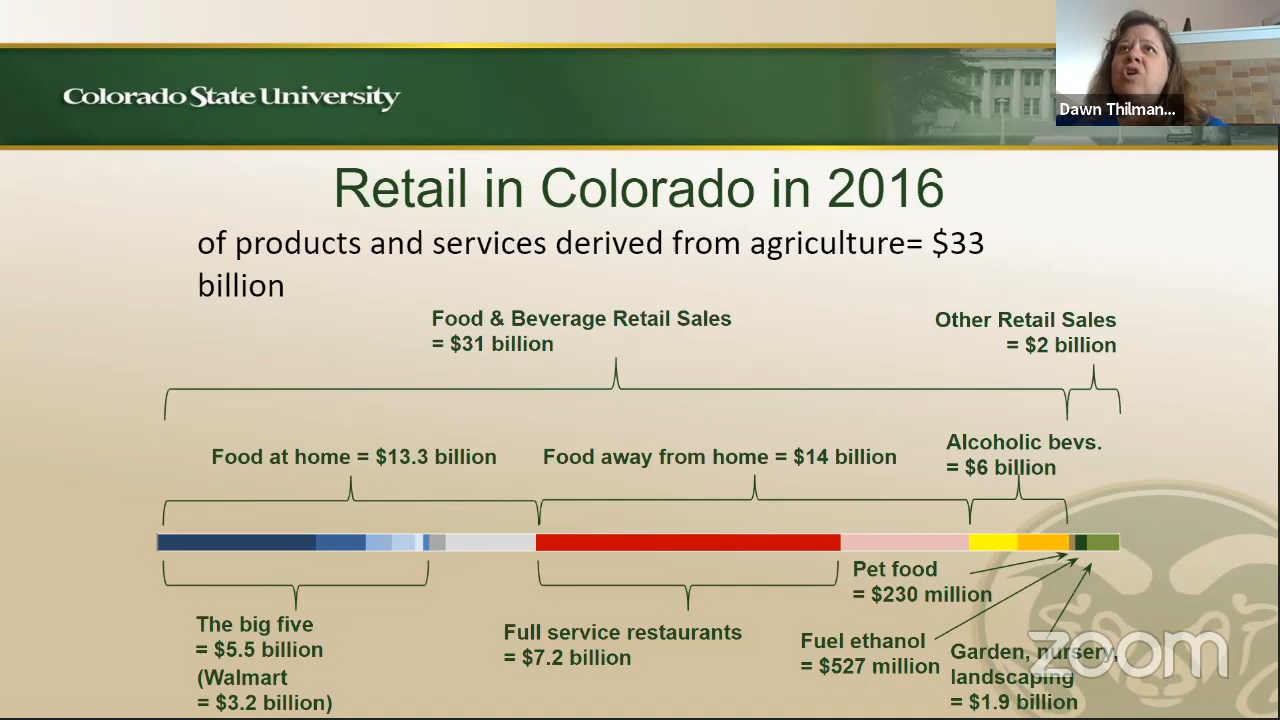 Colorado State University
Dawn Thilman...
Retail in Colorado in 2016
of products and services derived from agriculture= $33
billion
Food & Beverage Retail Sales
= $31 billion
Other Retail Sales
= $2 billion
Food at home = $13.3 billion
Food away from home = $14 billion
Alcoholic bevs.
= $6 billion
The big five
= $5.5 billion
(Walmart
= $3.2 billion)
Full service restaurants
= $7.2 billion
Pet food
= $230 million
Fuel ethanol
= $527 million
Garden, nursery,
landscaping
= $1.9 billion
zoom